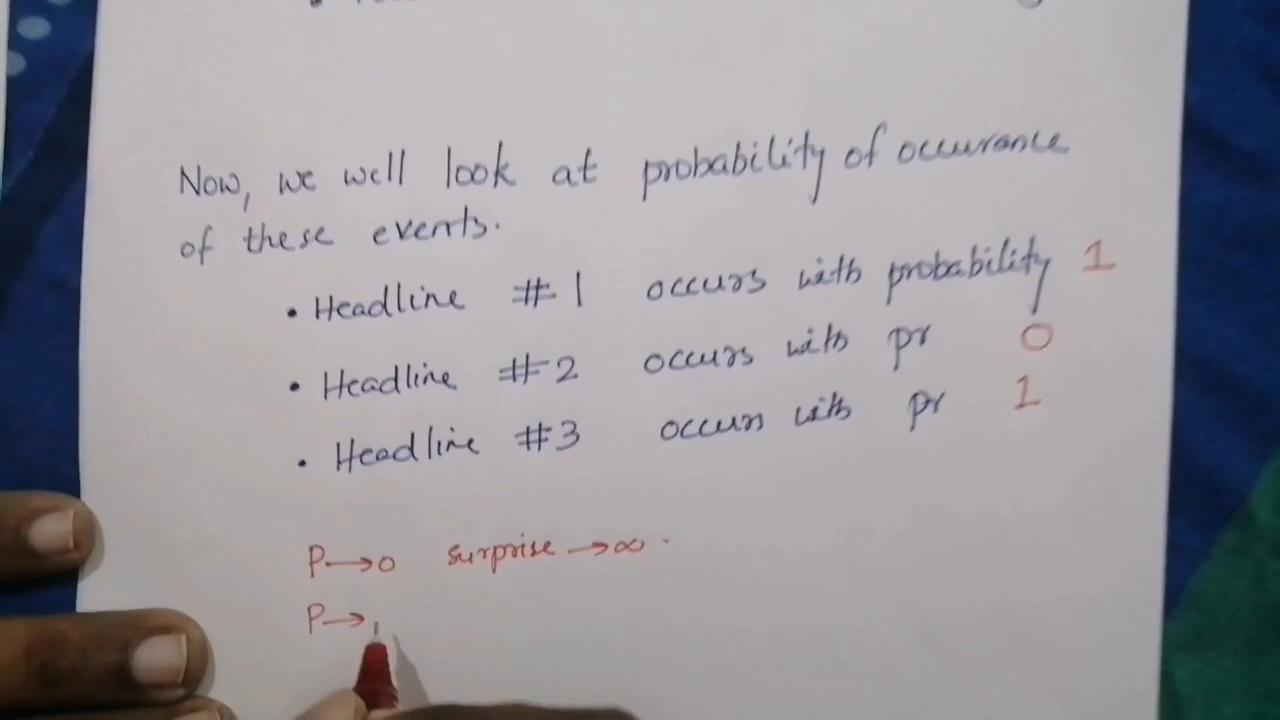 Now, we will look at probability of occurance
of these events.
• Headline #1 occurs with probability 1
• Headline #2 occurs with pr 0
• Headline #3 occurs with pr 1
P→0 surprise →∞.
P→